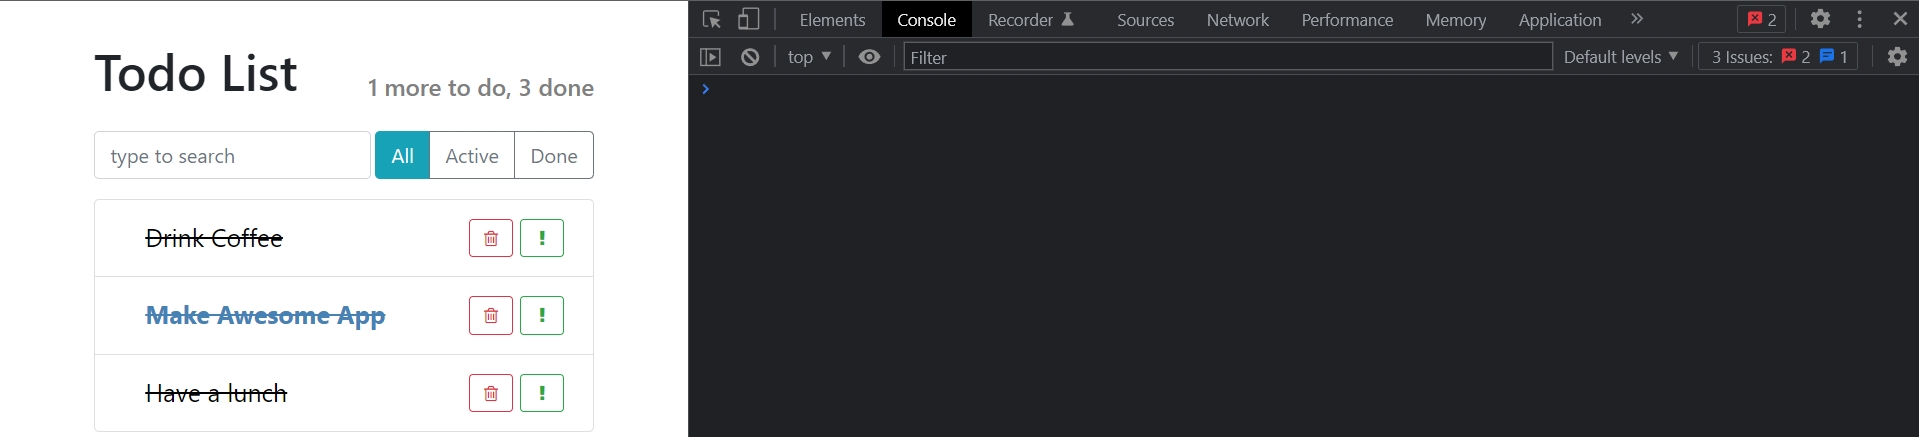 Todo List
1 more to do, 3 done
type to search
All Active Done
Drink Coffee
Make Awesome App
Have a lunch
Elements Console Recorder Sources Network Performance Memory Application » 2
top Filter Default levels 3 Issues: 2 1